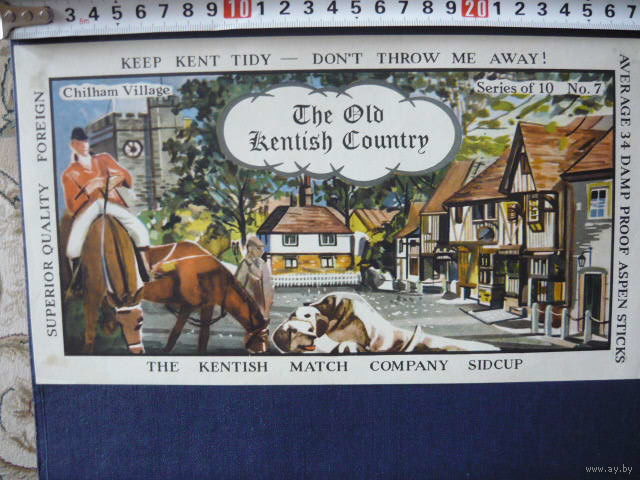 3 4 5 6 7 8 9 10 1 2 3 4 5 6 7 8 9 20 1 2 3 4 5 6 7
KEEP KENT TIDY — DON'T THROW ME AWAY!
Chilham Village
Series of 10 No. 7
The Old
Kentish Country
SUPERIOR QUALITY FOREIGN
AVERAGE 34 DAMP PROOF ASPEN STICKS
THE KENTISH MATCH COMPANY SIDCUP
www.ay.by